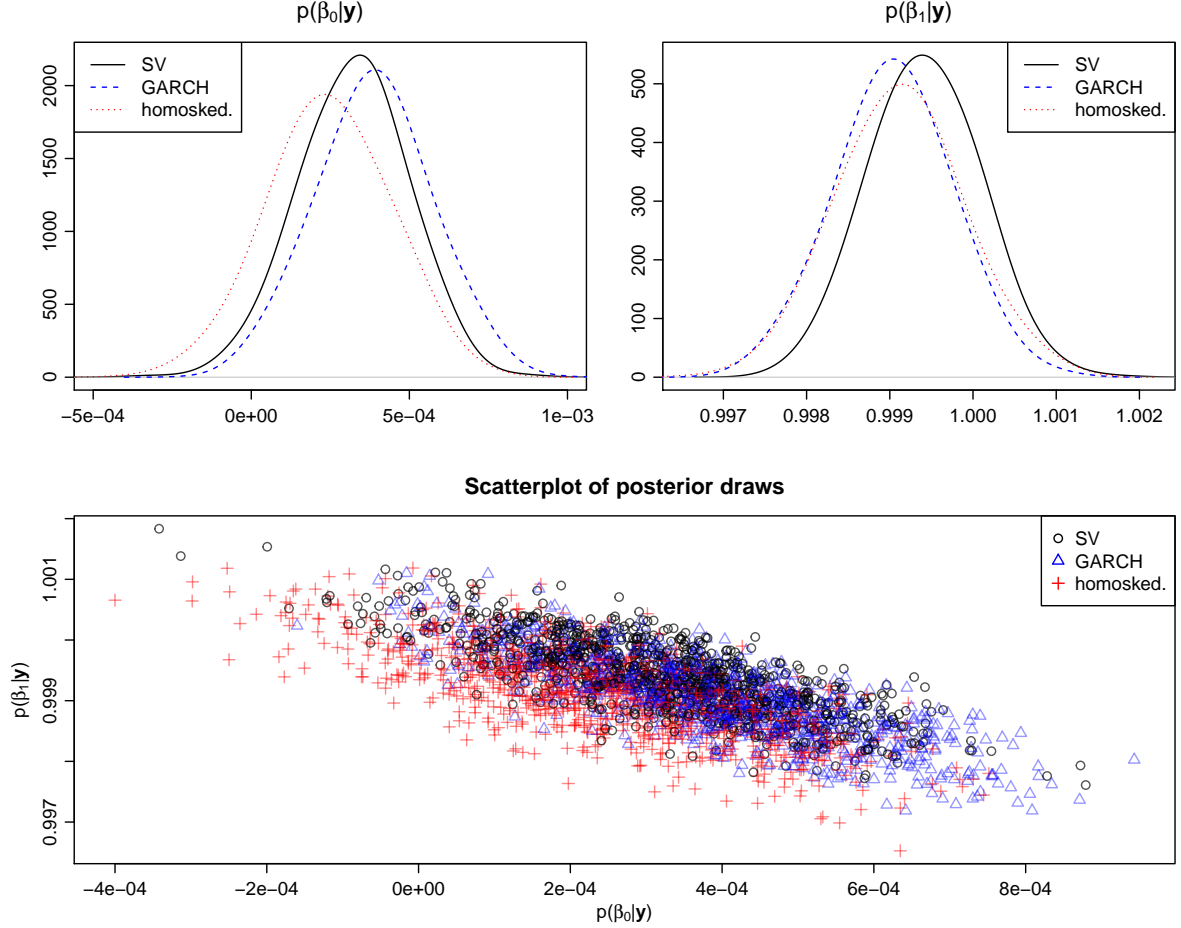 p(β₀|y)
SV
GARCH
homosked.
2000
1500
1000
500
0
−5e−04 0e+00 5e−04 1e−03
p(β₁|y)
SV
GARCH
homosked.
500
400
300
200
100
0
0.997 0.998 0.999 1.000 1.001 1.002
Scatterplot of posterior draws
SV
GARCH
homosked.
p(β₁|y)
1.001
0.999
0.997
−4e−04 −2e−04 0e+00 2e−04 4e−04 6e−04 8e−04
p(β₀|y)